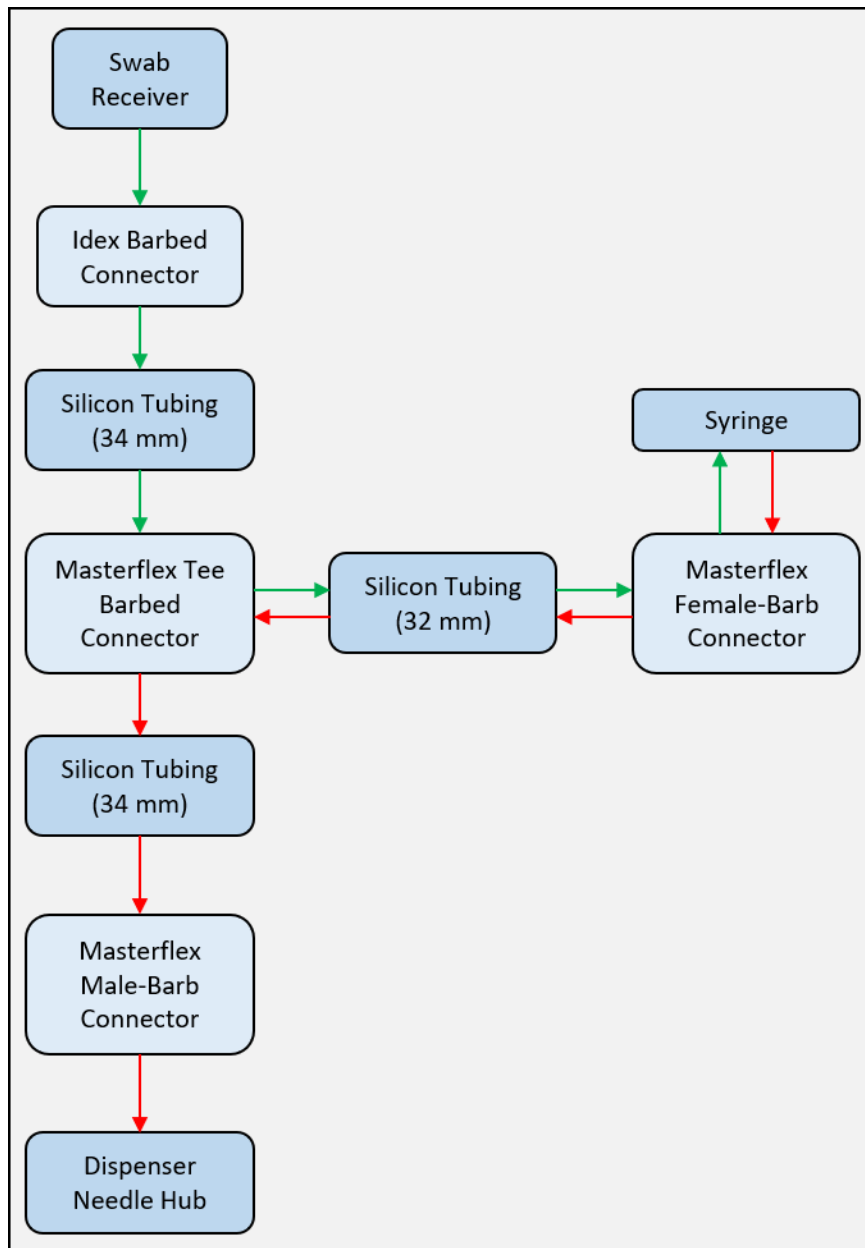 Swab
Receiver
Idex Barbed
Connector
Silicon Tubing
(34 mm)
Syringe
Masterflex Tee
Barbed
Connector
Silicon Tubing
(32 mm)
Masterflex
Female-Barb
Connector
Silicon Tubing
(34 mm)
Masterflex
Male-Barb
Connector
Dispenser
Needle Hub